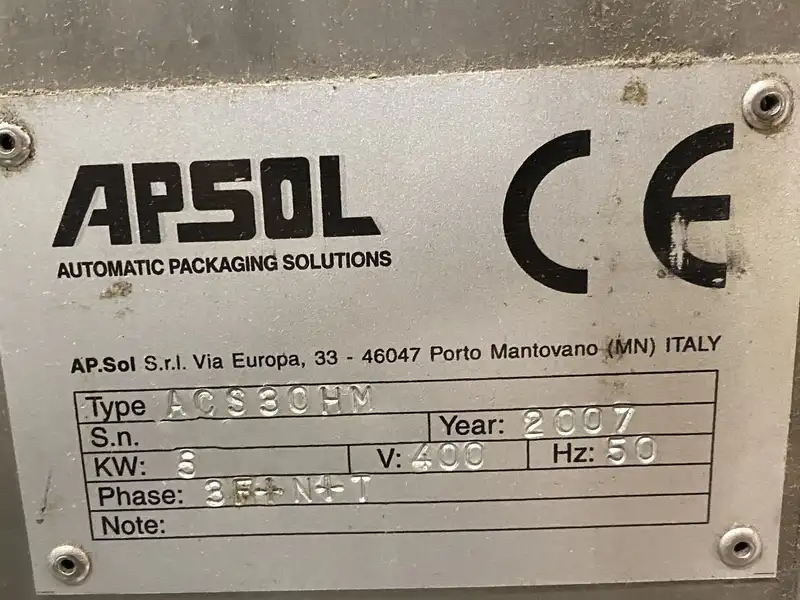 APSOL
AUTOMATIC PACKAGING SOLUTIONS
CE
AP.Sol S.r.l. Via Europa, 33 - 46047 Porto Mantovano (MN) ITALY
Type ACS30HM
S.n. Year: 2007
KW: 8 V: 400 Hz: 50
Phase: 3F+N+T
Note: